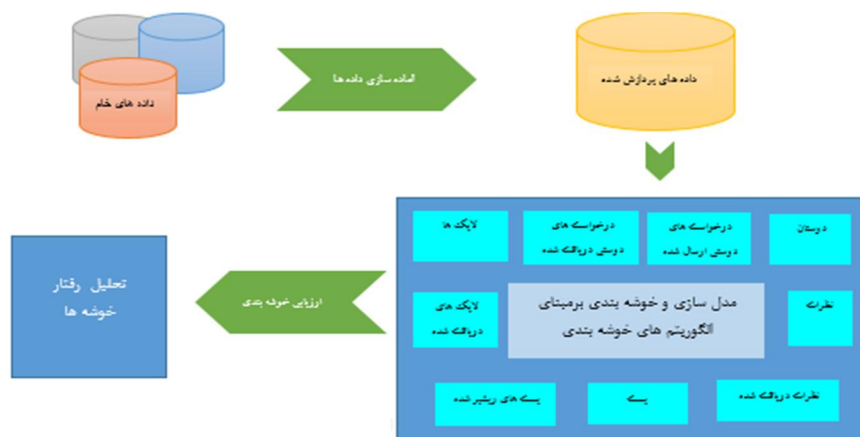 داده های خام
آماده سازی داده ها
داده های پردازش شده
دوستان
درخواست های
دوستی ارسال شده
درخواست های
دوستی دریافت شده
لایک ها
نظرات
مدل سازی و خوشه بندی برمبنای
الگوریتم های خوشه بندی
لایک های
دریافت شده
نظرات دریافت شده
پست
پست های ریشیر شده
ارزیابی خوشه بندی
تحلیل رفتار
خوشه ها